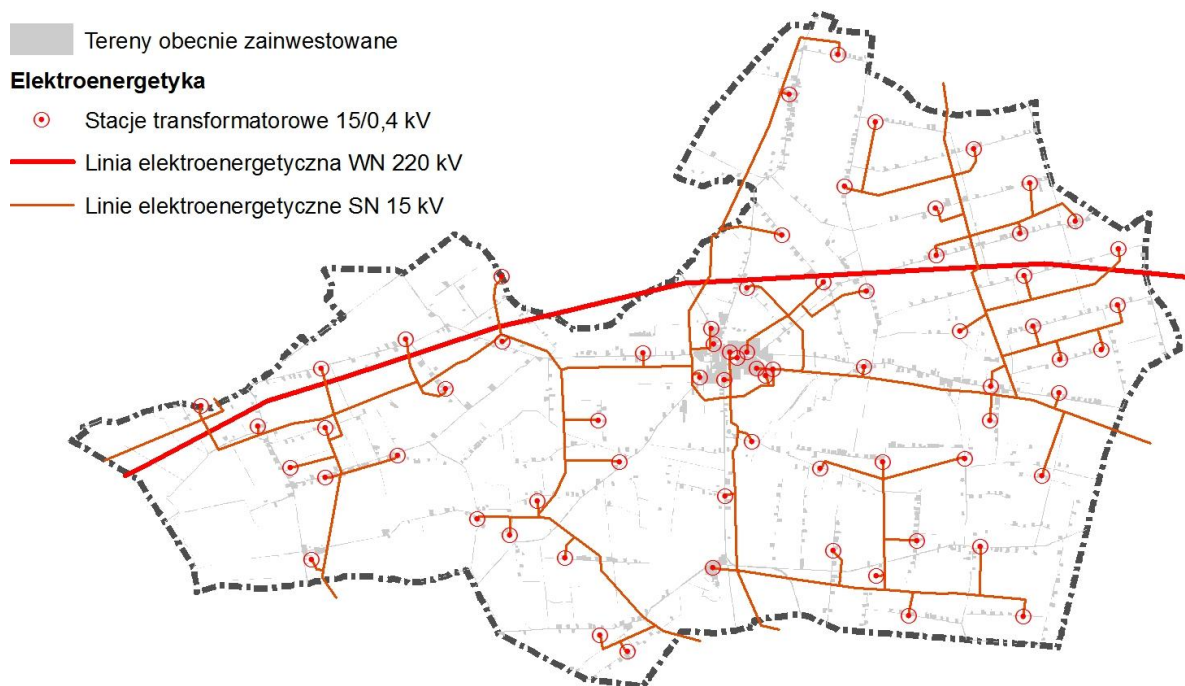 Tereny obecnie zainwestowane
Elektroenergetyka
Stacje transformatorowe 15/0,4 kV
Linia elektroenergetyczna WN 220 kV
Linie elektroenergetyczne SN 15 kV